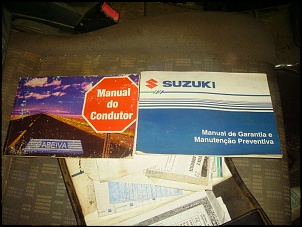 Manual
do
Condutor
ABEIVA
SUZUKI
Manual de Garantia e
Manutenção Preventiva